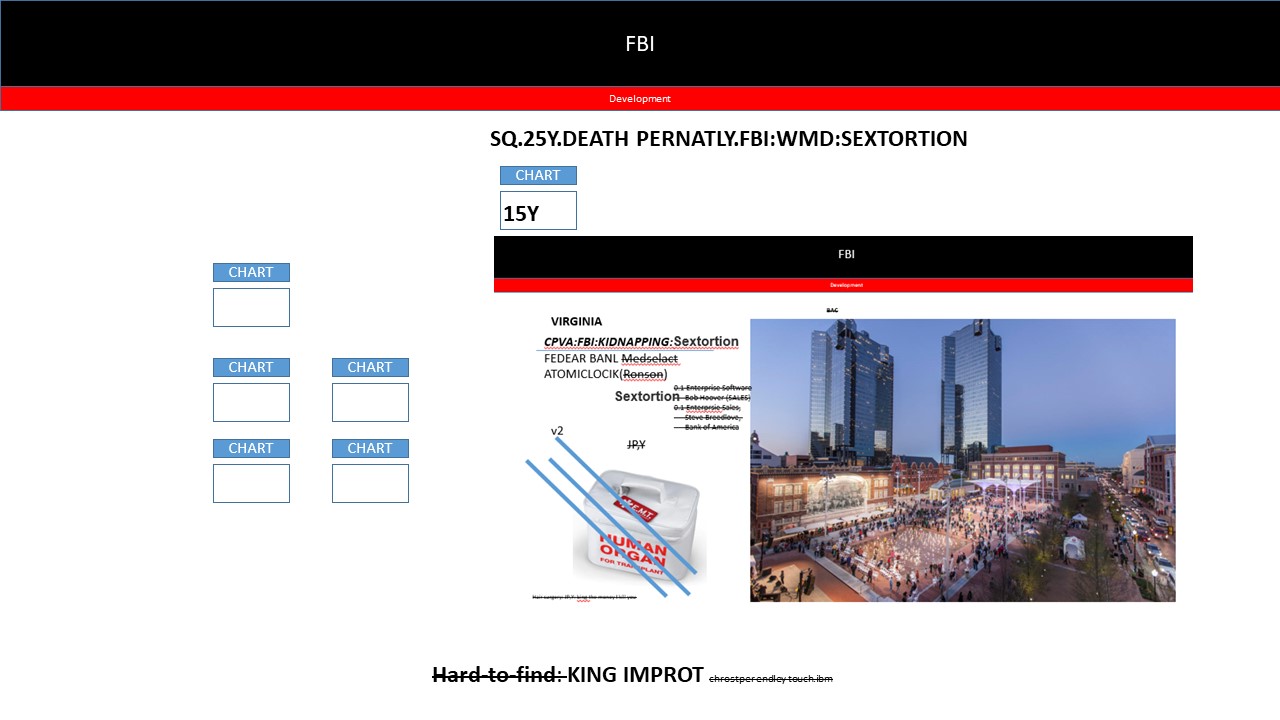 FBI
Development
SQ.25Y.DEATH PERNATLY.FBI:WMD:SEXTORTION
CHART
15Y
FBI
Development
CHART
BAC
VIRGINIA
CPVA:FBI:KIDNAPPING:Sextortion
FEDEAR BANL Medselact
CHART CHART
ATOMICLOCIK(Ronson)
0.1 Enterprise Software
Sextortion Bob Hoover (SALES)
0.1 Enterprsie Sales,
Steve Breedlove,
Bank of America
v2
JP,Y
CHART CHART
HUMAN
ORGAN
FOR TRANSPLANT
Hair surgery: JP,Y: king the money I kill you
Hard-to-find: KING IMPROT chrostper endley touch.ibm